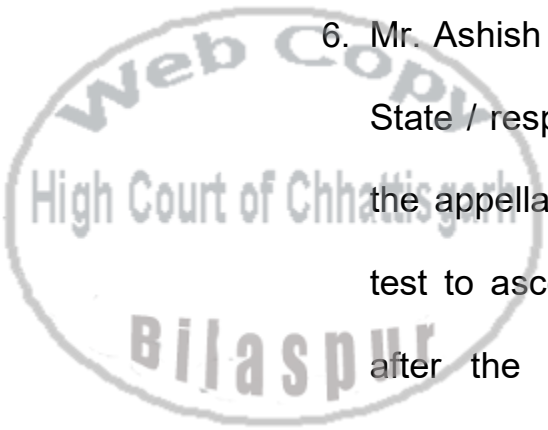 Web Copy
High Court of Chhattisgarh
Bilaspur
6. Mr. Ashish
State / resp
the appella
test to asc
after the